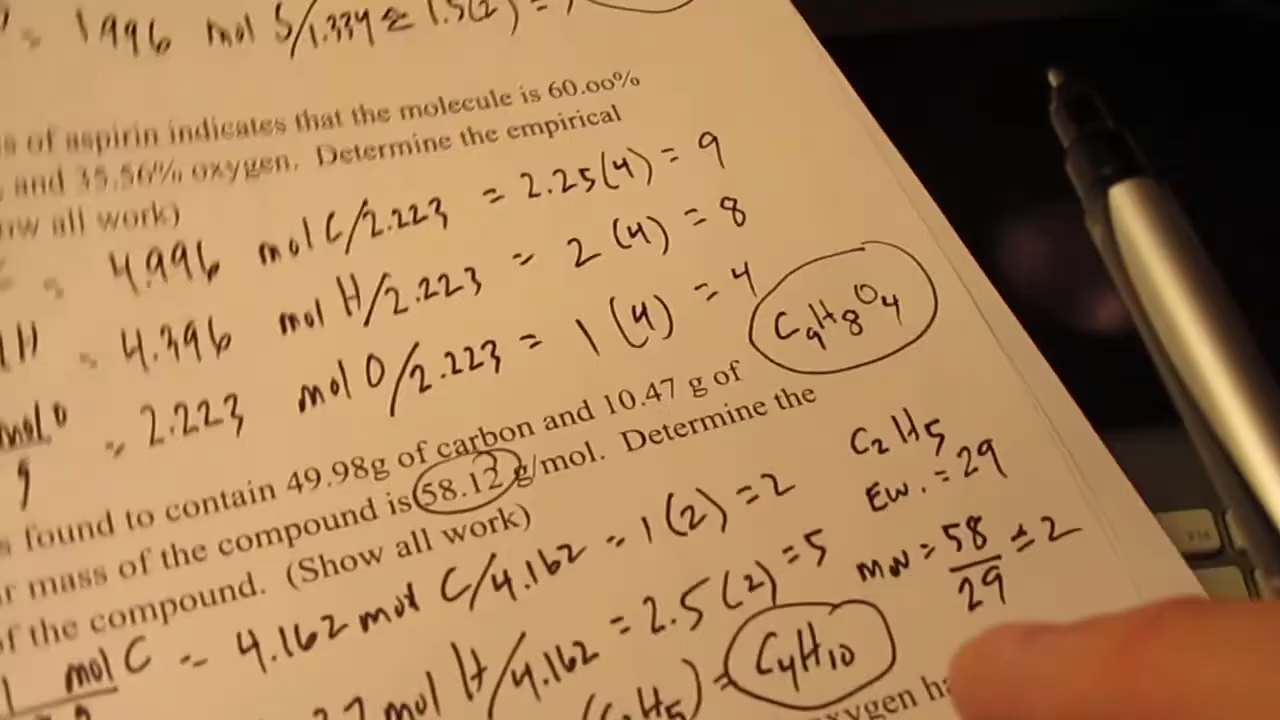 = 1.996 mol S/1.334 ≅ 1.5(2) =
of aspirin indicates that the molecule is 60.00%
and 35.56% oxygen. Determine the empirical
all work)
= 4.996 mol C/2.223 = 2.25(4) = 9
= 4.396 mol H/2.223 = 2(4) = 8
= 2.223 mol O/2.223 = 1(4) = 4
C9H8O4
found to contain 49.98g of carbon and 10.47 g of
mass of the compound is 58.12 g/mol. Determine the
of the compound. (Show all work)
mol C = 4.162 mol C/4.162 = 1(2) = 2
mol H/4.162 = 2.5(2) = 5
C4H10
C2H5
EW. = 29
MW = 58/29 ≅ 2